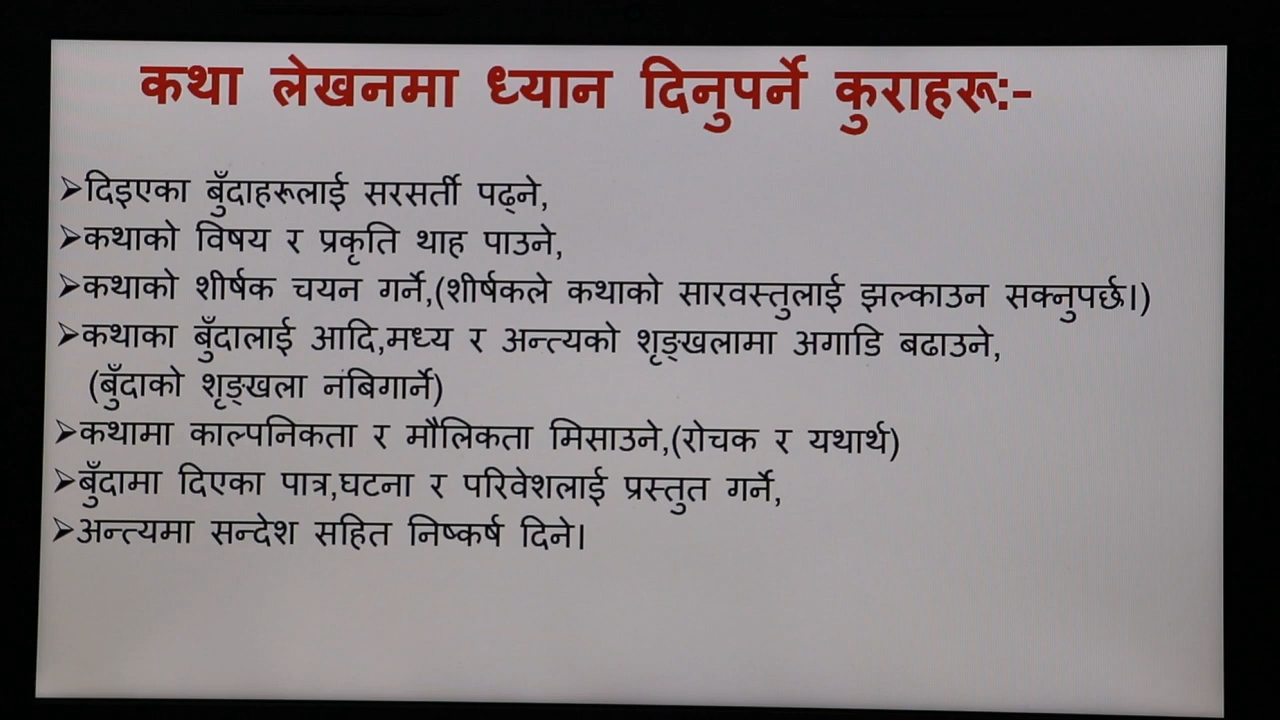 कथा लेखनमा ध्यान दिनुपर्ने कुराहरू:-
➢दिइएका बुँदाहरूलाई सरसर्ती पढ्ने,
➢कथाको विषय र प्रकृति थाह पाउने,
➢कथाको शीर्षक चयन गर्ने,(शीर्षकले कथाको सारवस्तुलाई झल्काउन सक्नुपर्छ।)
➢कथाका बुँदालाई आदि,मध्य र अन्त्यको शृङ्खलामा अगाडि बढाउने,
(बुँदाको शृङ्खला नबिगार्ने)
➢कथामा काल्पनिकता र मौलिकता मिसाउने,(रोचक र यथार्थ)
➢बुँदामा दिएका पात्र,घटना र परिवेशलाई प्रस्तुत गर्ने,
➢अन्त्यमा सन्देश सहित निष्कर्ष दिने।